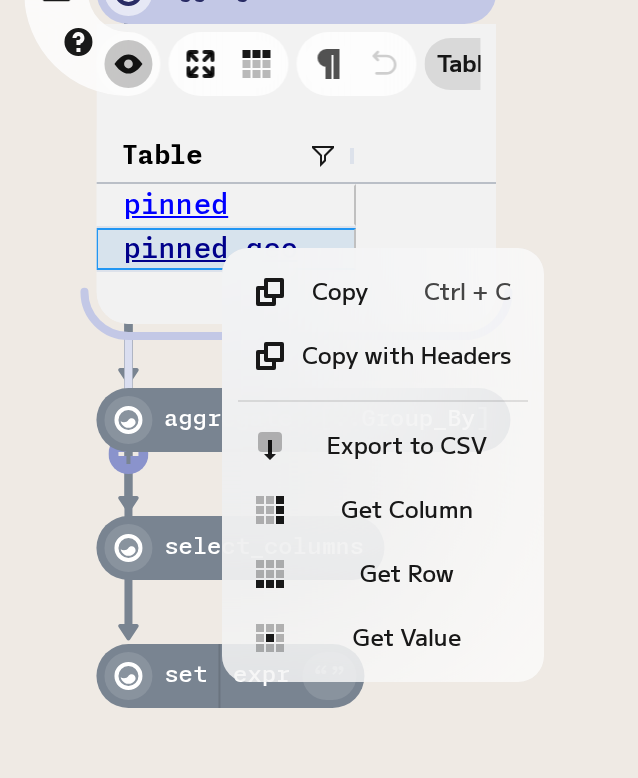 Tabl
Table
pinned
pinned_geo
Copy Ctrl + C
Copy with Headers
aggr Group_By
Export to CSV
Get Column
select_columns
Get Row
Get Value
set expr “”